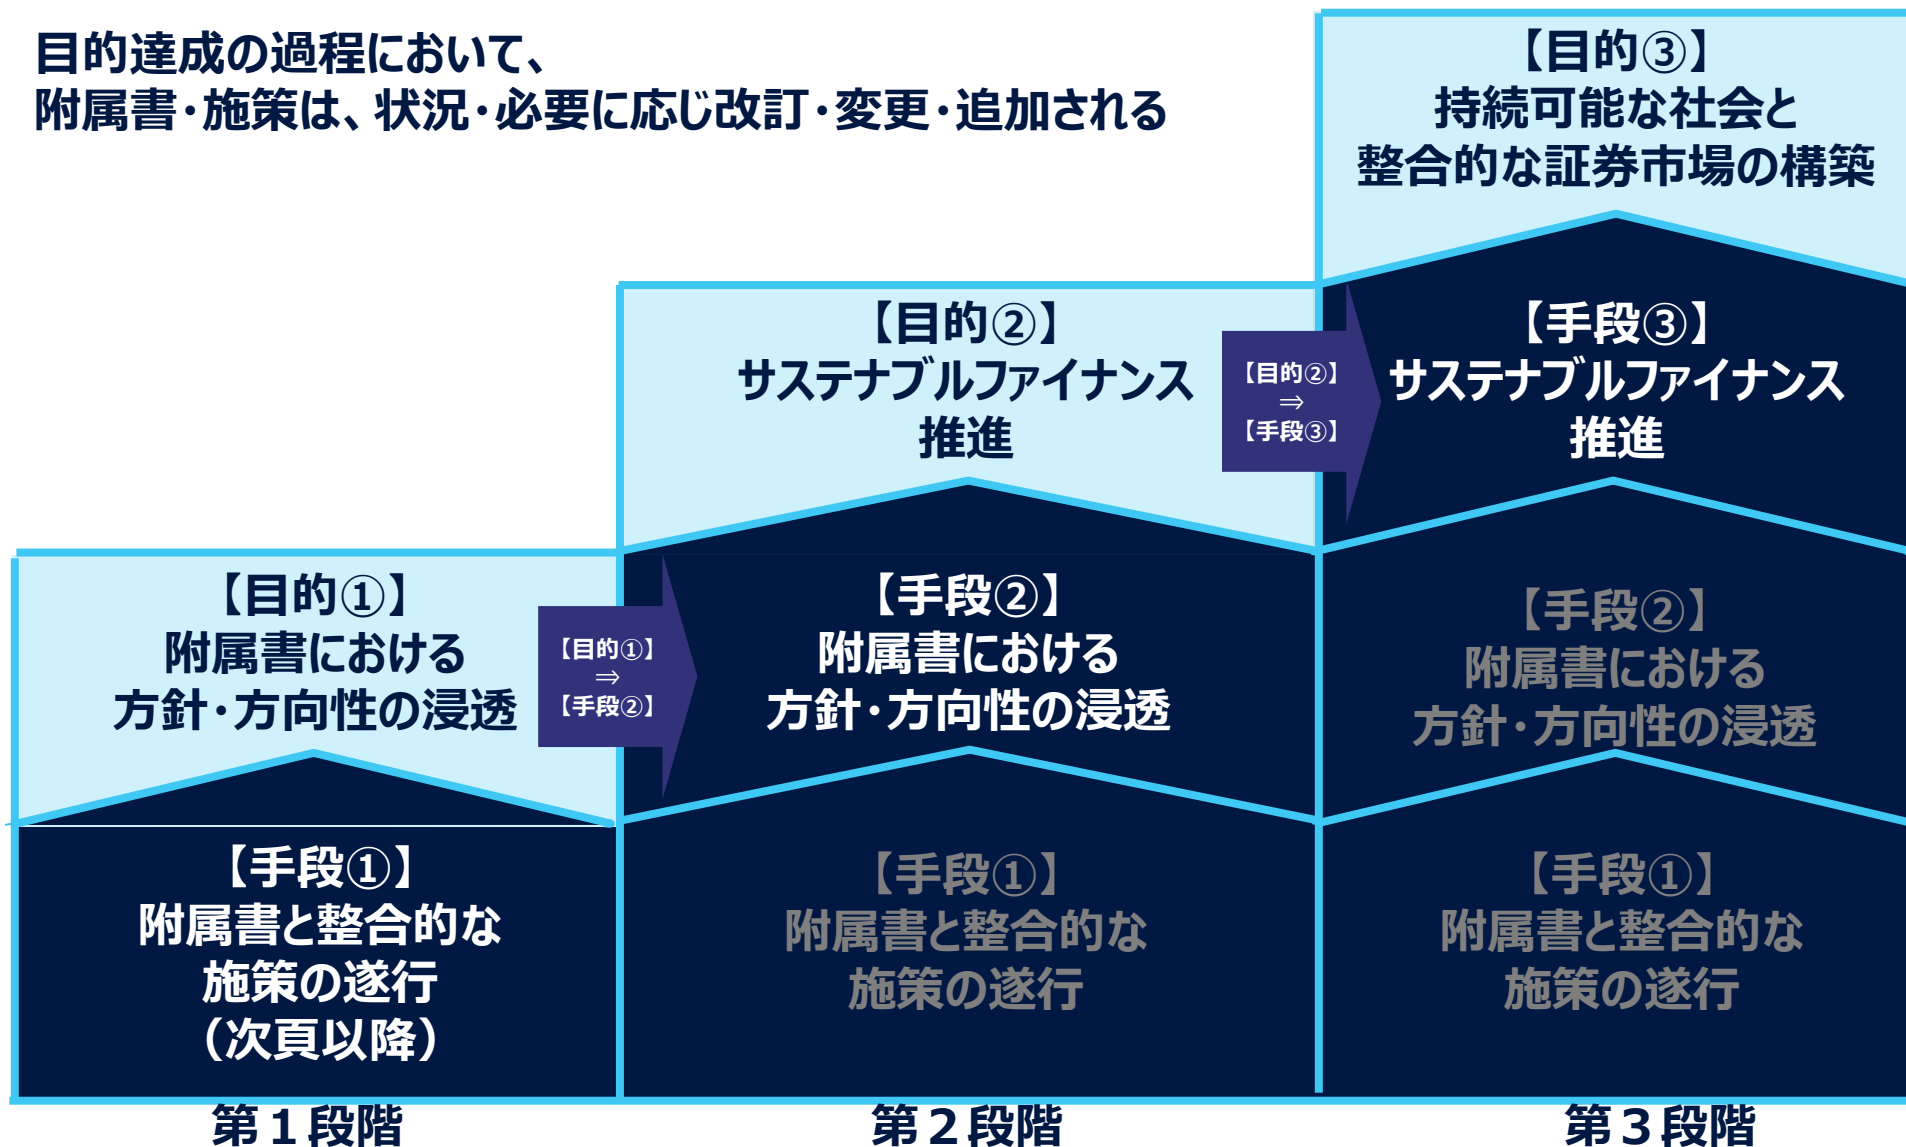 目的達成の過程において、
附属書･施策は、状況･必要に応じ改訂･変更･追加される
【目的③】
持続可能な社会と
整合的な証券市場の構築
【目的②】
サステナブルファイナンス
推進
【目的②】
⇒
【手段③】
【手段③】
サステナブルファイナンス
推進
【目的①】
附属書における
方針･方向性の浸透
【目的①】
⇒
【手段②】
【手段②】
附属書における
方針･方向性の浸透
【手段②】
附属書における
方針･方向性の浸透
【手段①】
附属書と整合的な
施策の遂行
（次頁以降）
【手段①】
附属書と整合的な
施策の遂行
【手段①】
附属書と整合的な
施策の遂行
第１段階
第２段階
第３段階